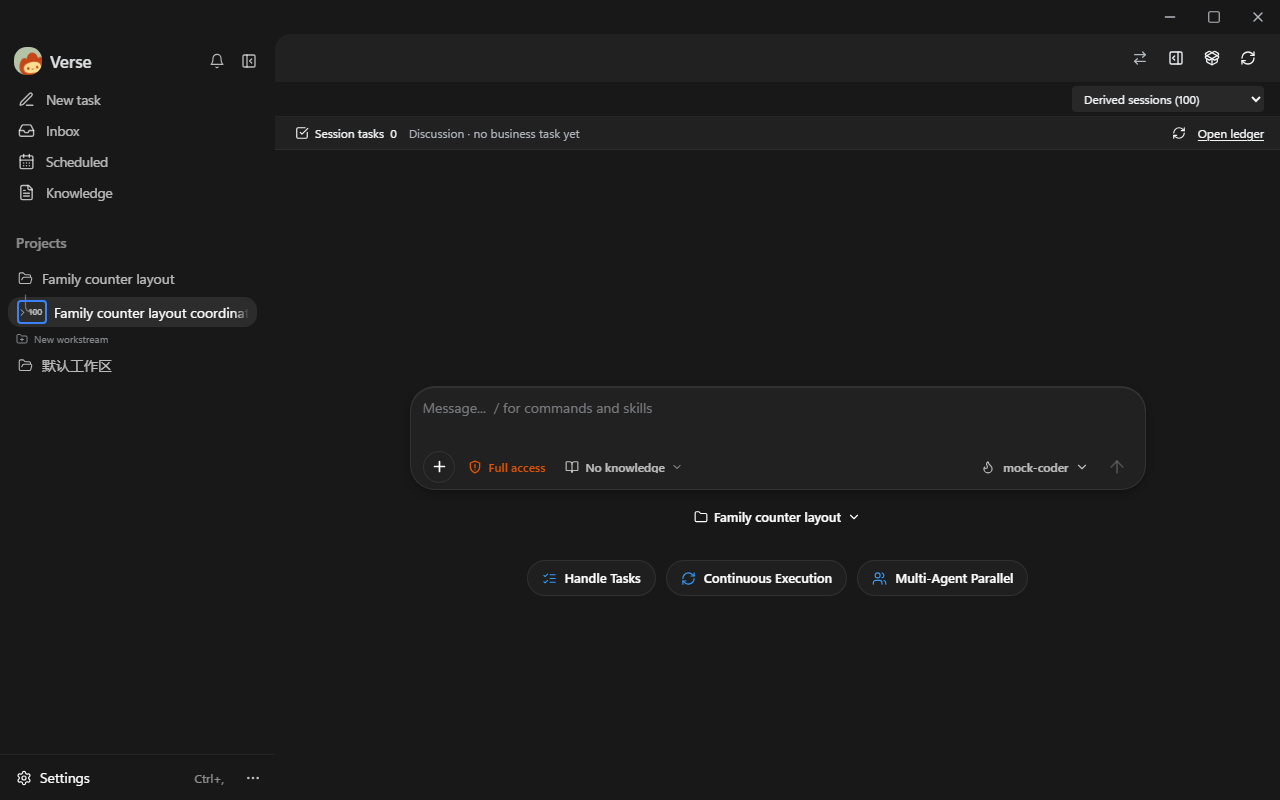 Verse
New task
Inbox
Scheduled
Knowledge
Projects
Family counter layout
100 Family counter layout coordina
New workstream
默认工作区
Settings Ctrl+,
Derived sessions (100)
Session tasks 0 Discussion · no business task yet Open ledger
Message... / for commands and skills
Full access No knowledge mock-coder
Family counter layout
Handle Tasks Continuous Execution Multi-Agent Parallel